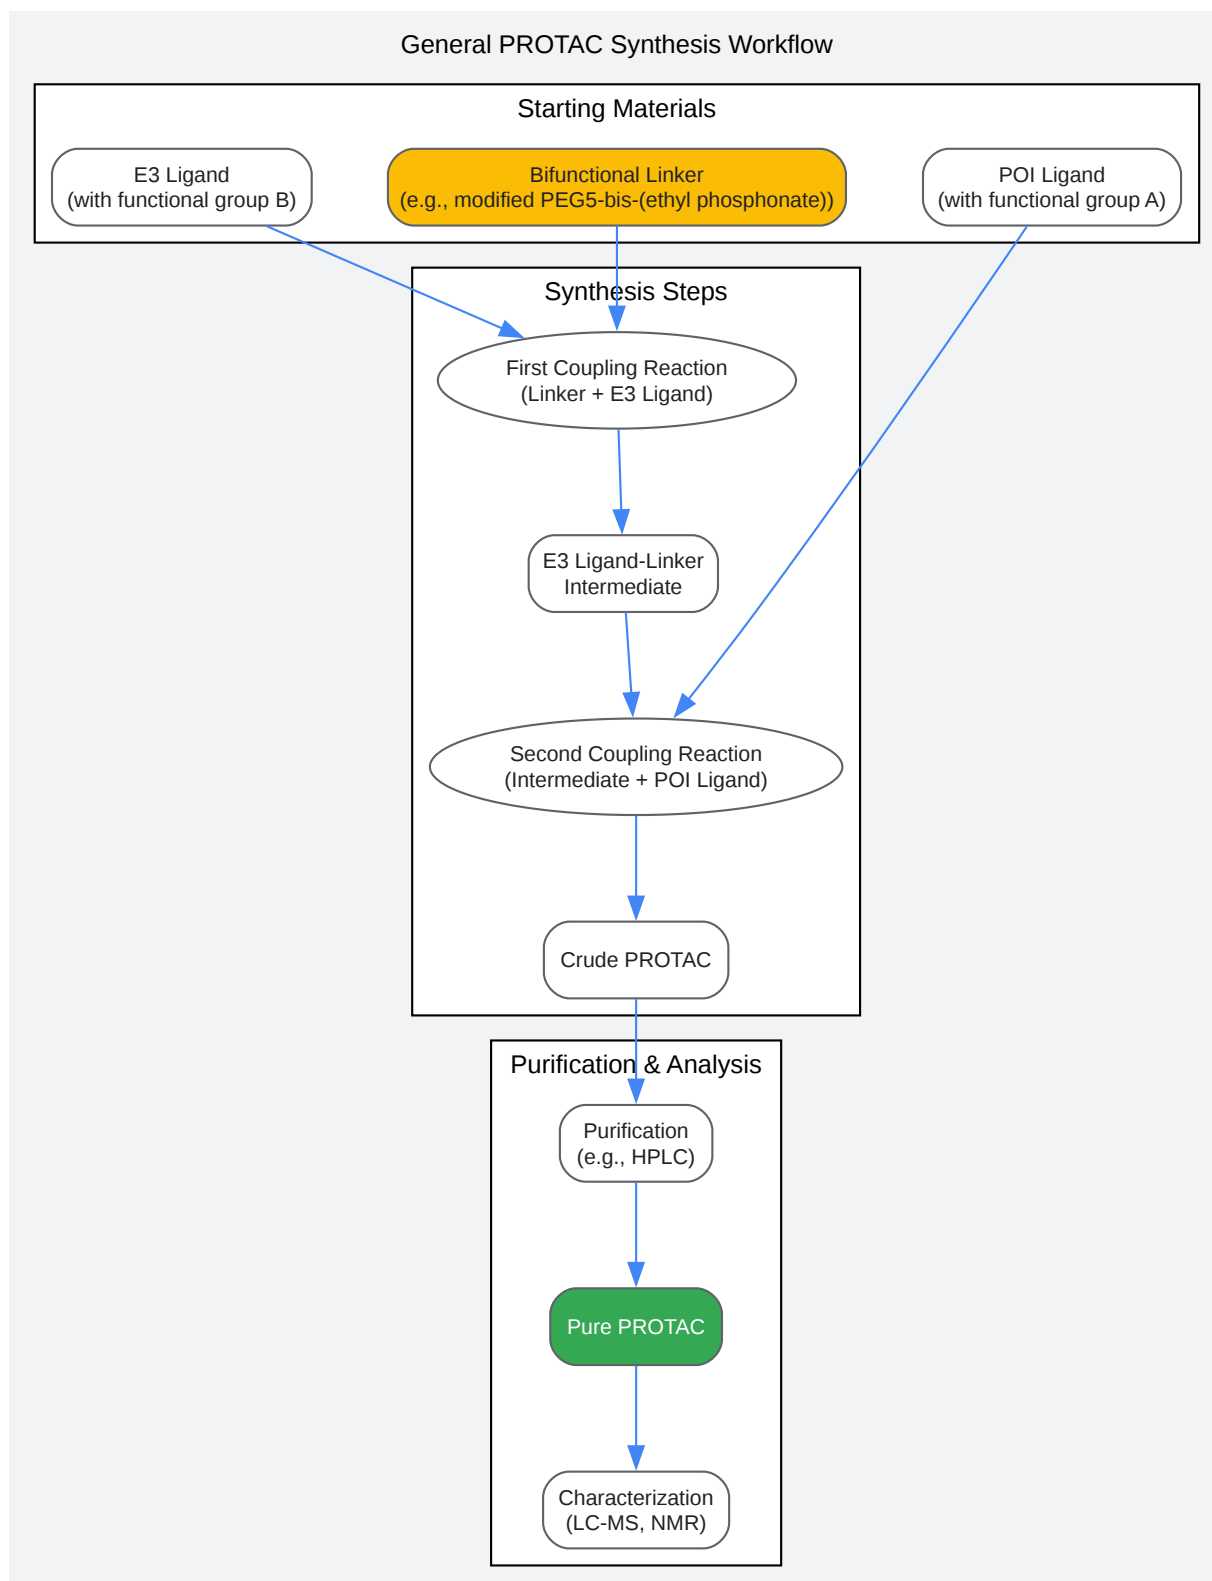 General PROTAC Synthesis Workflow
Starting Materials
E3 Ligand
(with functional group B)
Bifunctional Linker
(e.g., modified PEG5-bis-(ethyl phosphonate))
POI Ligand
(with functional group A)
Synthesis Steps
First Coupling Reaction
(Linker + E3 Ligand)
E3 Ligand-Linker
Intermediate
Second Coupling Reaction
(Intermediate + POI Ligand)
Crude PROTAC
Purification & Analysis
Purification
(e.g., HPLC)
Pure PROTAC
Characterization
(LC-MS, NMR)